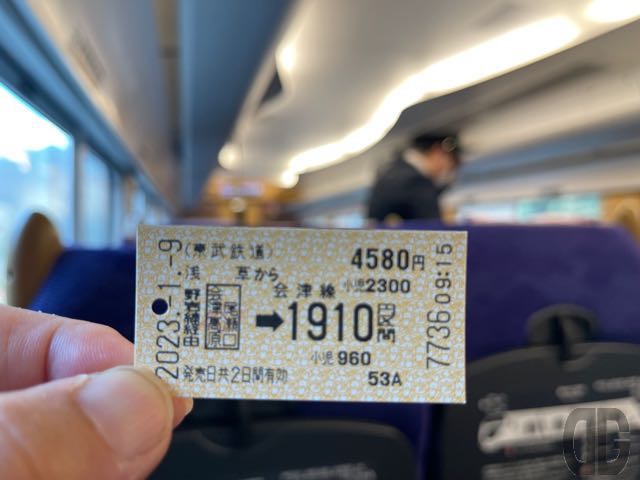 (東武鉄道)
浅 草から
4580円
小児2300
会津線
野岩線経由
会津高原尾瀬口
➡1910円区間
小児960
発売日共2日間有効
53A
2023.-1.-9
773609:15